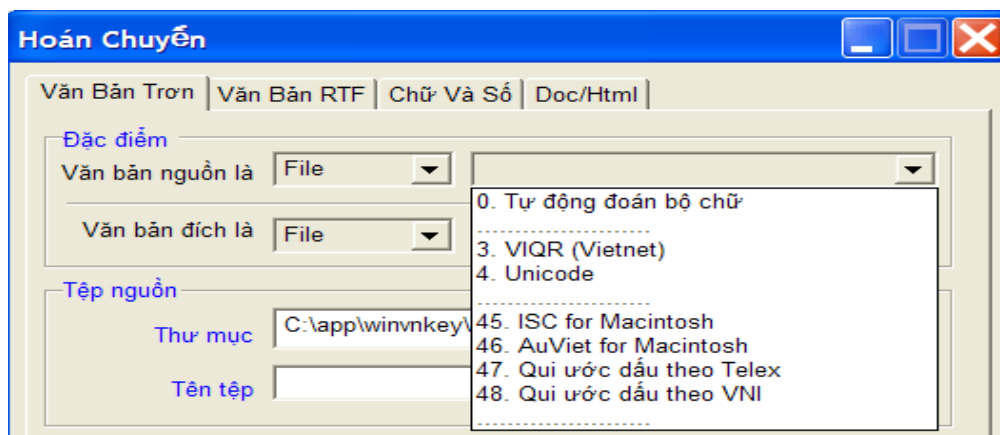 Hoán Chuyển
Văn Bản Trơn Văn Bản RTF Chữ Và Số Doc/Html
Đặc điểm
Văn bản nguồn là File
0. Tự động đoán bộ chữ
Văn bản đích là File
3. VIQR (Vietnet)
4. Unicode
Tệp nguồn
45. ISC for Macintosh
Thư mục C:\app\winvnkey\
46. AuViet for Macintosh
47. Qui ước dấu theo Telex
Tên tệp
48. Qui ước dấu theo VNI